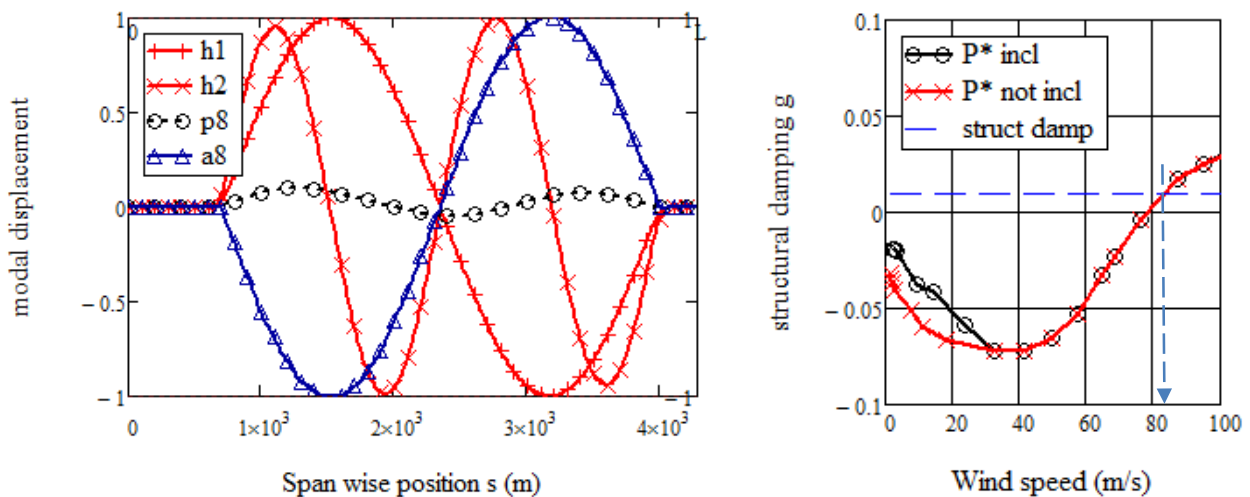 modal displacement
1
0.5
0
−0.5
−1
0
L
−1
h1
h2
p8
a8
0
1×10³
2×10³
3×10³
4×10³
Span wise position s (m)
structural damping g
0.1
0.05
0
−0.05
−0.1
P* incl
P* not incl
struct damp
0
20
40
60
80
100
Wind speed (m/s)